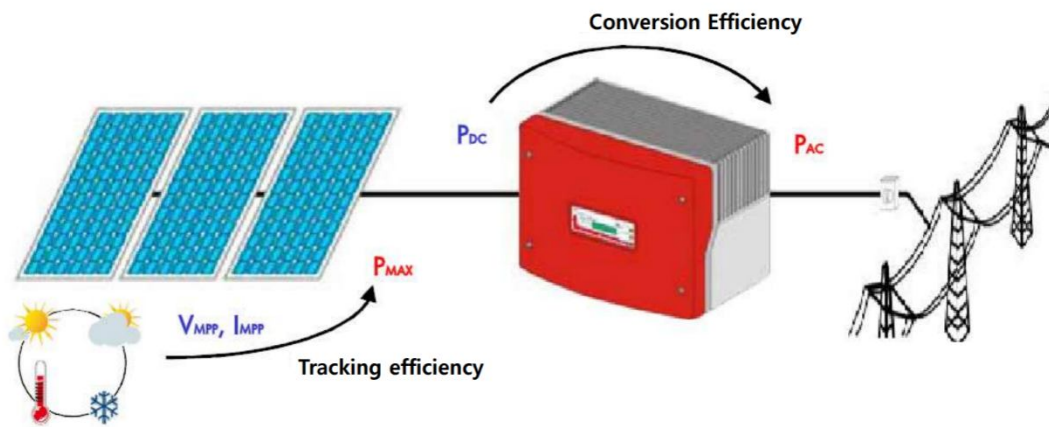 Conversion Efficiency
PDC
PAC
PMAX
VMPP, IMPP
Tracking efficiency